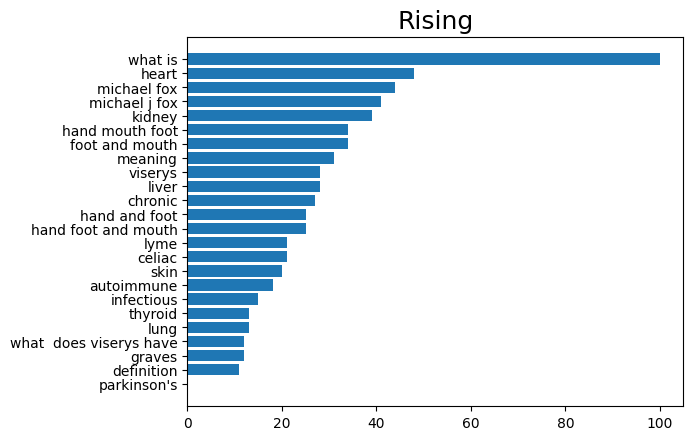 Rising
what is
heart
michael fox
michael j fox
kidney
hand mouth foot
foot and mouth
meaning
viserys
liver
chronic
hand and foot
hand foot and mouth
lyme
celiac
skin
autoimmune
infectious
thyroid
lung
what  does viserys have
graves
definition
parkinson's
0 20 40 60 80 100